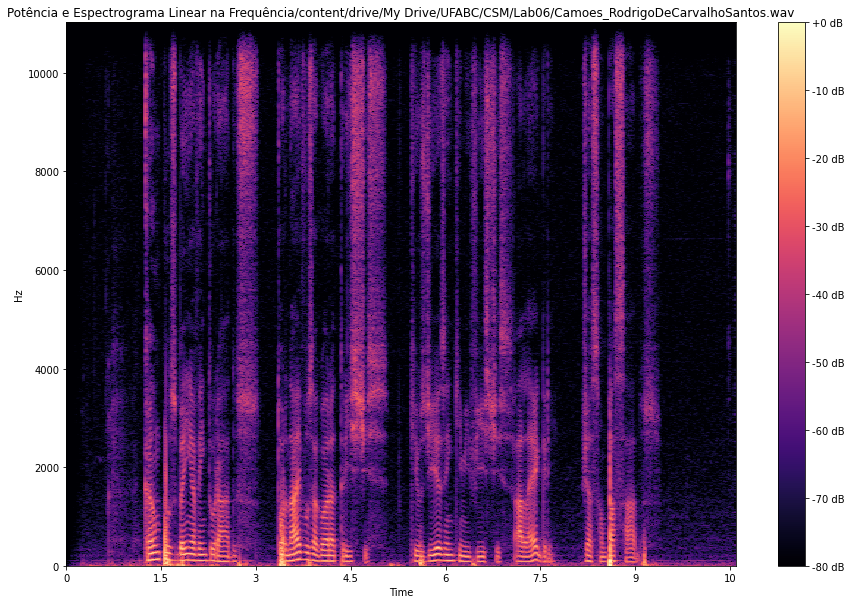 Potência e Espectrograma Linear na Frequência/content/drive/My Drive/UFABC/CSM/Lab06/Camoes_RodrigoDeCarvalhoSantos.wav
+0 dB
10000
-10 dB
8000
-20 dB
-30 dB
6000
Hz
-40 dB
4000
-50 dB
-60 dB
2000
-70 dB
0
-80 dB
0 1.5 3 4.5 6 7.5 9 10
Time